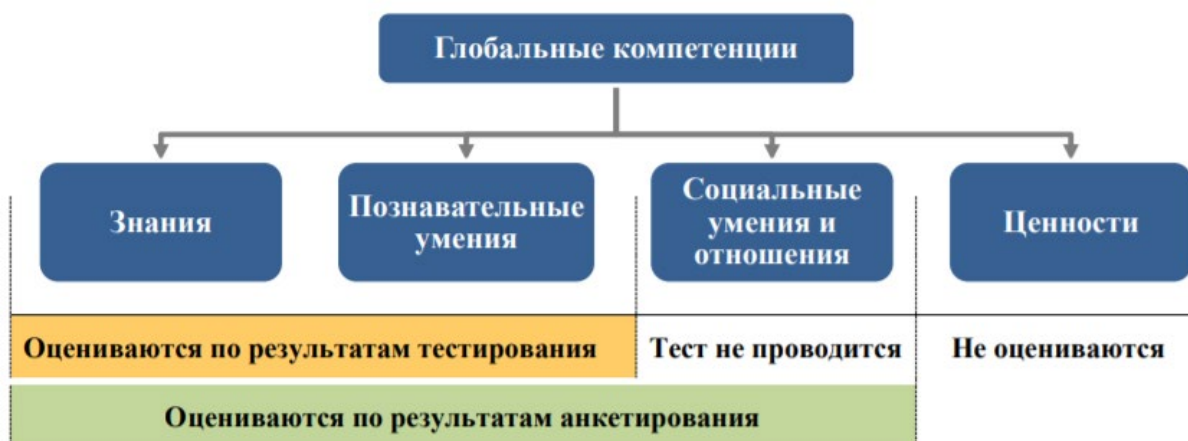 Глобальные компетенции
Знания
Познавательные
умения
Социальные
умения и
отношения
Ценности
Оцениваются по результатам тестирования
Тест не проводится
Не оцениваются
Оцениваются по результатам анкетирования